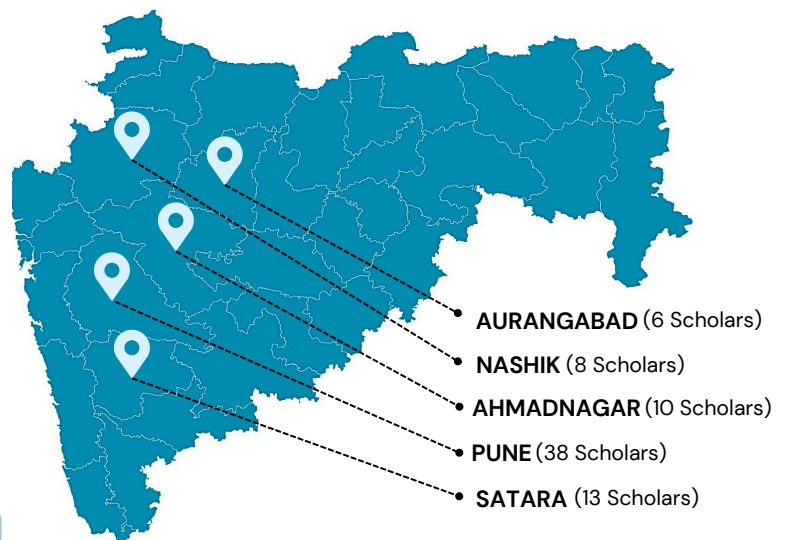 AURANGABAD (6 Scholars)
NASHIK (8 Scholars)
AHMADNAGAR (10 Scholars)
PUNE (38 Scholars)
SATARA (13 Scholars)